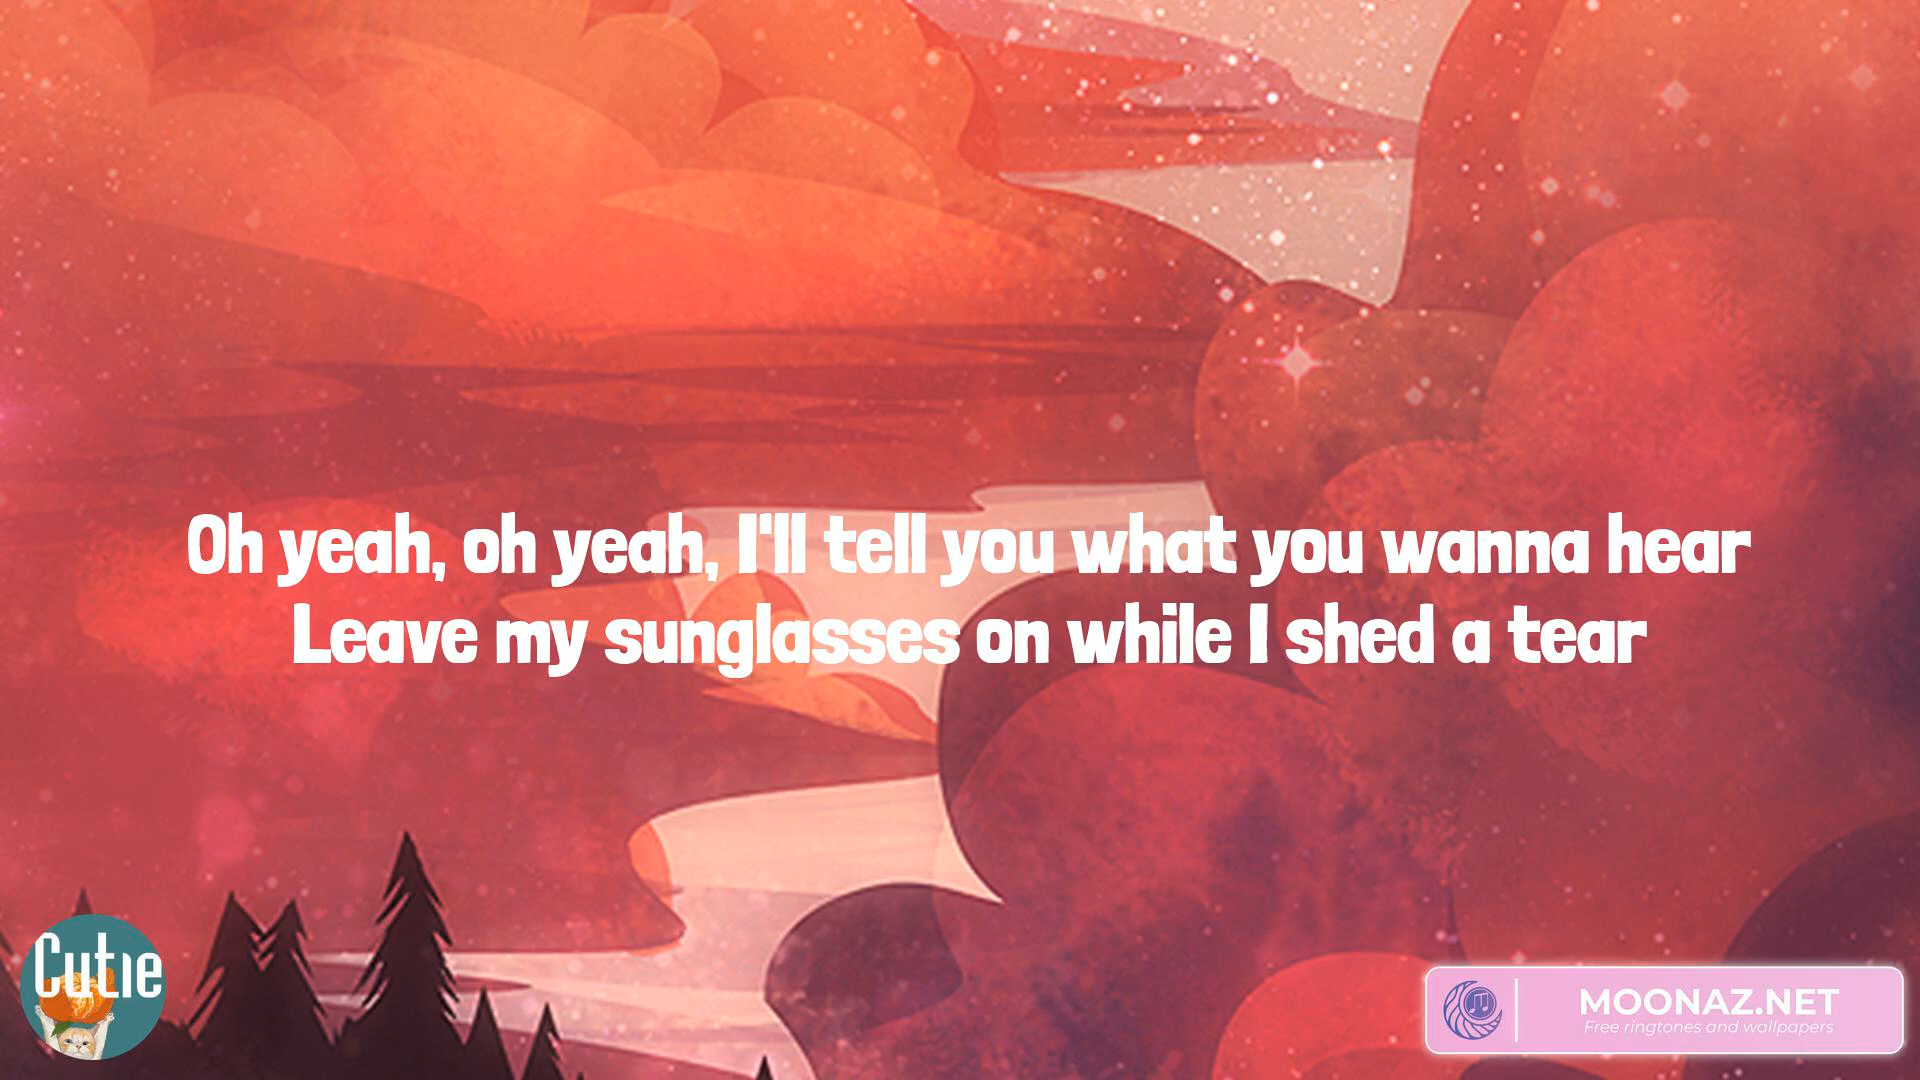 Oh yeah, oh yeah, I'll tell you what you wanna hear
Leave my sunglasses on while I shed a tear
Cutie
MOONAZ.NET
Free ringtones and wallpapers